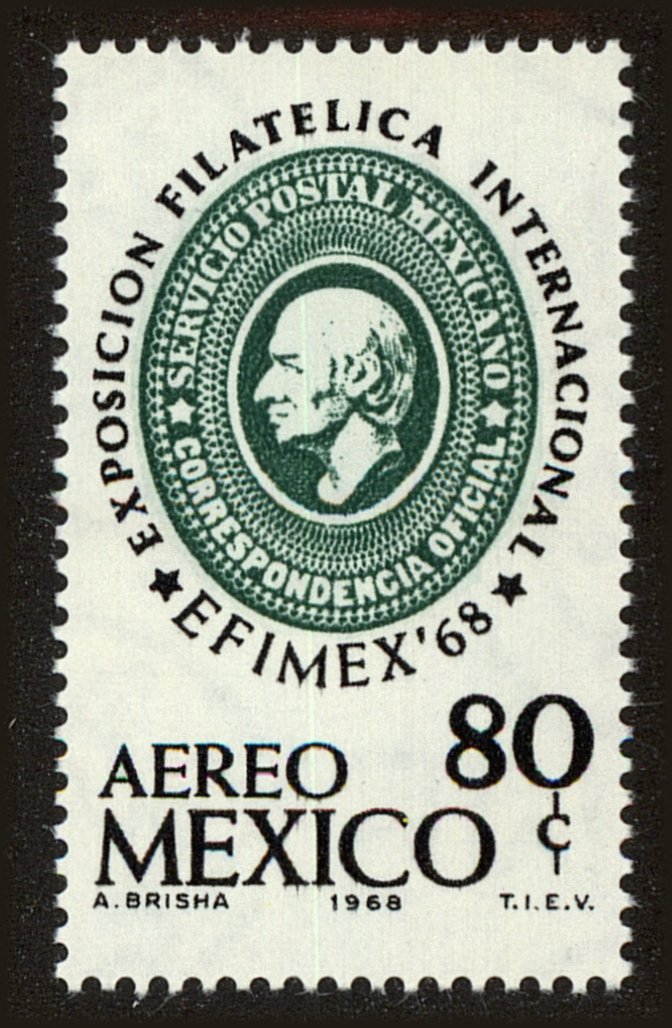 EXPOSICION FILATELICA INTERNACIONAL
SERVICIO POSTAL MEXICANO
CORRESPONDENCIA OFICIAL
EFIMEX'68
80
¢
AEREO
MEXICO
A. BRISHA 1968 T.I.E.V.